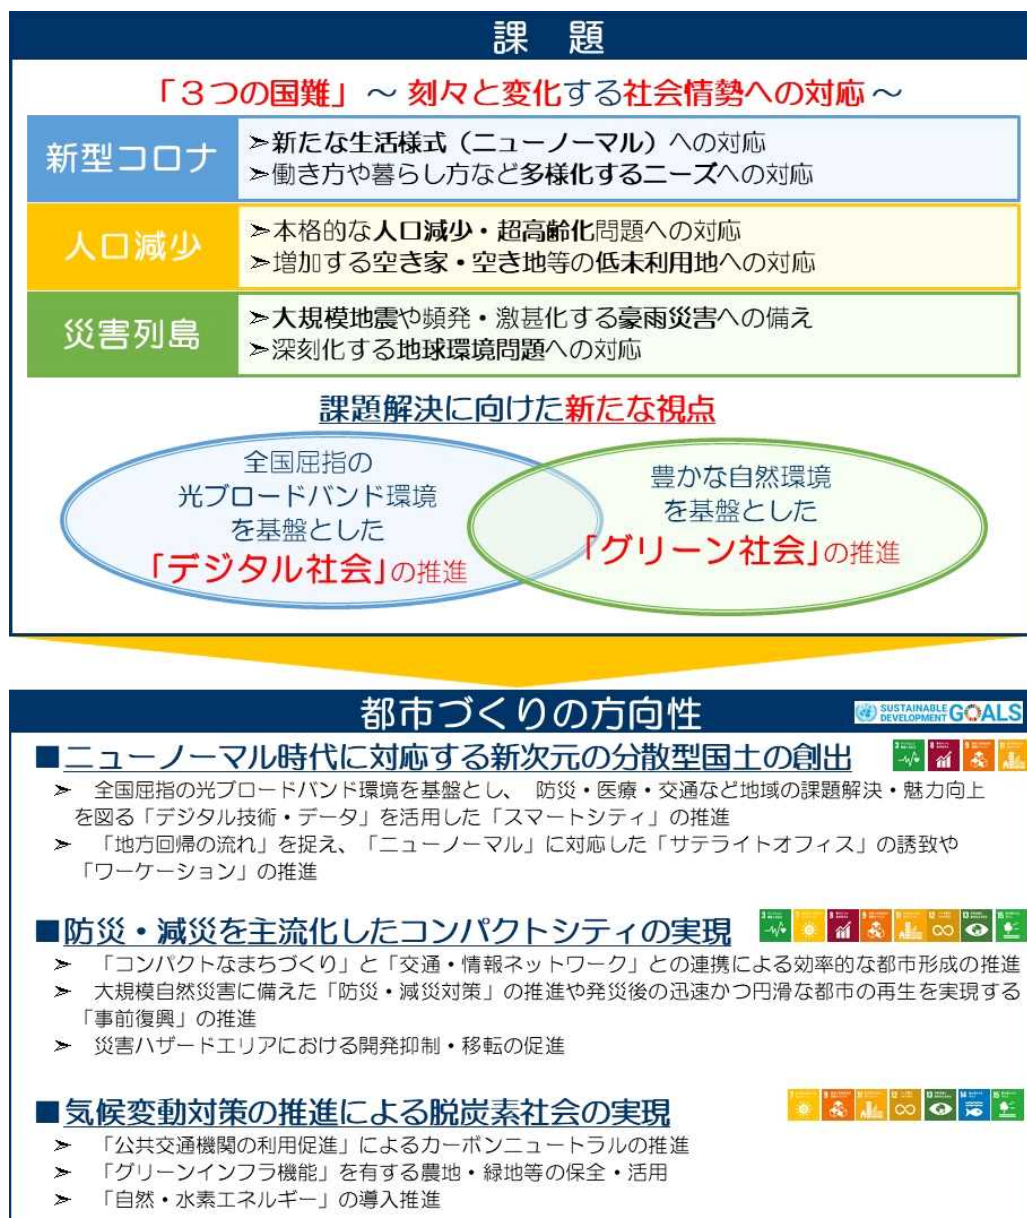 課 題
「３つの国難」 ～ 刻々と変化する社会情勢への対応 ～
新型コロナ
➢新たな生活様式（ニューノーマル）への対応
➢働き方や暮らし方など多様化するニーズへの対応
人口減少
➢本格的な人口減少・超高齢化問題への対応
➢増加する空き家・空き地等の低未利用地への対応
災害列島
➢大規模地震や頻発・激甚化する豪雨災害への備え
➢深刻化する地球環境問題への対応
課題解決に向けた新たな視点
全国屈指の
光ブロードバンド環境
を基盤とした
「デジタル社会」の推進
豊かな自然環境
を基盤とした
「グリーン社会」の推進
都市づくりの方向性
SUSTAINABLE DEVELOPMENT GOALS
■ニューノーマル時代に対応する新次元の分散型国土の創出
3 8 9 11
➢ 全国屈指の光ブロードバンド環境を基盤とし、 防災・医療・交通など地域の課題解決・魅力向上
を図る「デジタル技術・データ」を活用した「スマートシティ」の推進
➢ 「地方回帰の流れ」を捉え、「ニューノーマル」に対応した「サテライトオフィス」の誘致や
「ワーケーション」の推進
■防災・減災を主流化したコンパクトシティの実現
3 7 8 9 11 12 13 15
➢ 「コンパクトなまちづくり」と「交通・情報ネットワーク」との連携による効率的な都市形成の推進
➢ 大規模自然災害に備えた「防災・減災対策」の推進や発災後の迅速かつ円滑な都市の再生を実現する
「事前復興」の推進
➢ 災害ハザードエリアにおける開発抑制・移転の促進
■気候変動対策の推進による脱炭素社会の実現
7 9 11 12 13 14 15
➢ 「公共交通機関の利用促進」によるカーボンニュートラルの推進
➢ 「グリーンインフラ機能」を有する農地・緑地等の保全・活用
➢ 「自然・水素エネルギー」の導入推進